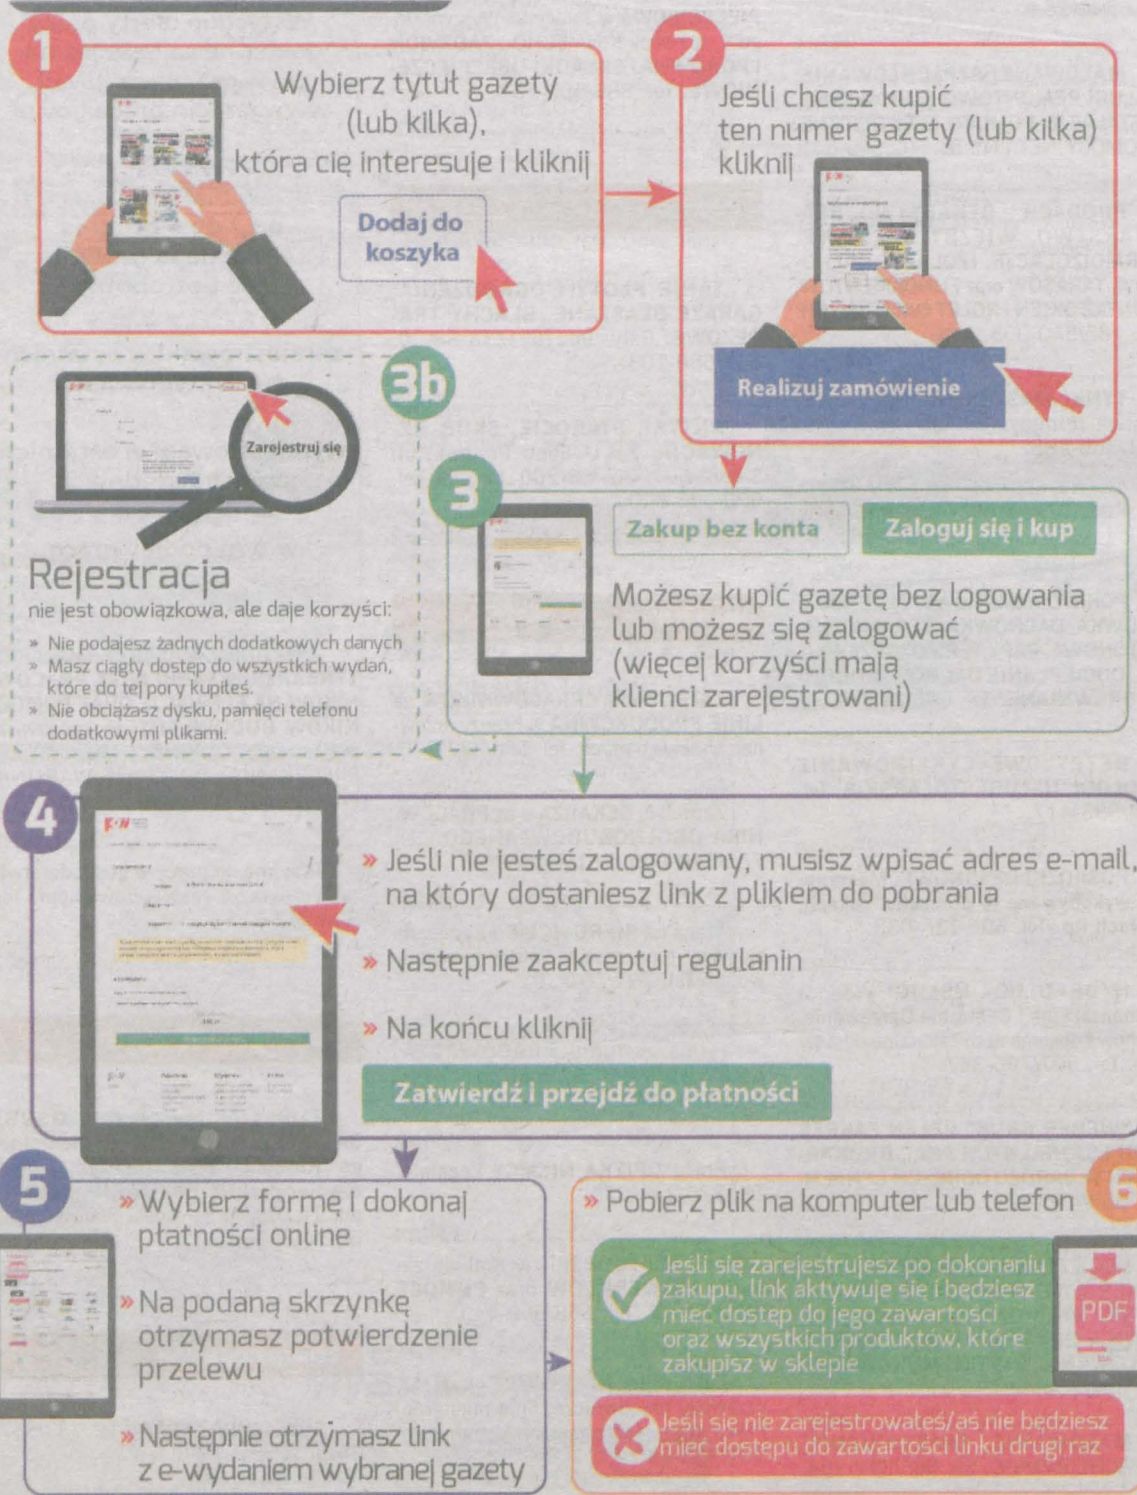 1
Wybierz tytuł gazety
(lub kilka),
która cię interesuje i kliknij
Dodaj do
koszyka
2
Jeśli chcesz kupić
ten numer gazety (lub kilka)
kliknij
Realizuj zamówienie
3b
Zarejestruj się
Rejestracja
nie jest obowiązkowa, ale daje korzyści:
» Nie podajesz żadnych dodatkowych danych
» Masz ciągły dostęp do wszystkich wydań,
które do tej pory kupiłeś.
» Nie obciążasz dysku, pamięci telefonu
dodatkowymi plikami.
3
Zakup bez konta
Zaloguj się i kup
Możesz kupić gazetę bez logowania
lub możesz się zalogować
(więcej korzyści mają
klienci zarejestrowani)
4
» Jeśli nie jesteś zalogowany, musisz wpisać adres e-mail,
na który dostaniesz link z plikiem do pobrania
» Następnie zaakceptuj regulanin
» Na końcu kliknij
Zatwierdź i przejdź do płatności
5
» Wybierz formę i dokonaj
płatności online
» Na podaną skrzynkę
otrzymasz potwierdzenie
przelewu
» Następnie otrzymasz link
z e-wydaniem wybranej gazety
6
» Pobierz plik na komputer lub telefon
Jeśli się zarejestrujesz po dokonaniu
zakupu, link aktywuje się i będziesz
mieć dostęp do jego zawartości
oraz wszystkich produktów, które
zakupisz w sklepie
PDF
Jeśli się nie zarejestrowałeś/aś nie będziesz
mieć dostępu do zawartości linku drugi raz